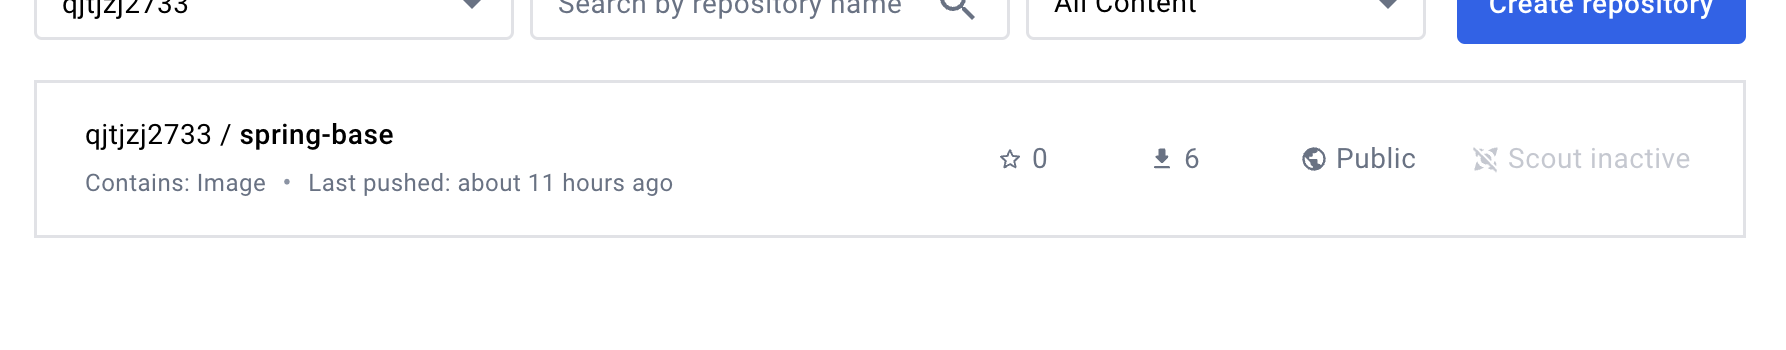 qjtjzj2733
Search by repository name
All Content
Create repository
qjtjzj2733 / spring-base
Contains: Image • Last pushed: about 11 hours ago
0
6
Public
Scout inactive